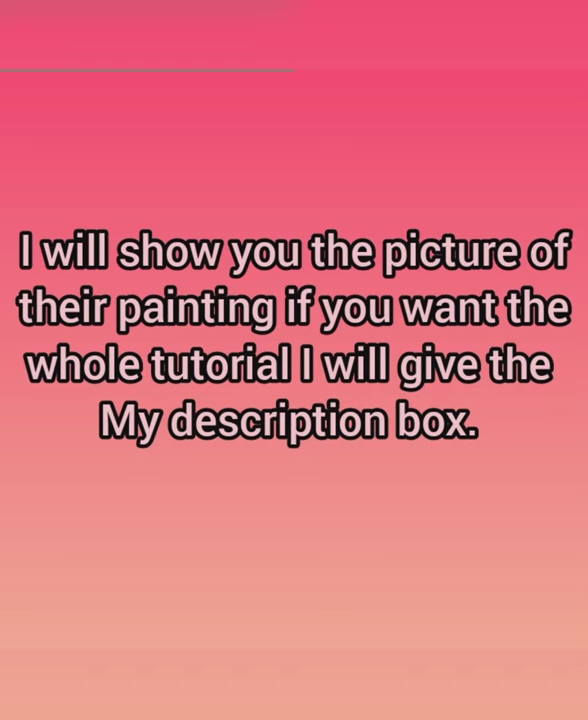 I will show you the picture of
their painting if you want the
whole tutorial I will give the
My description box.